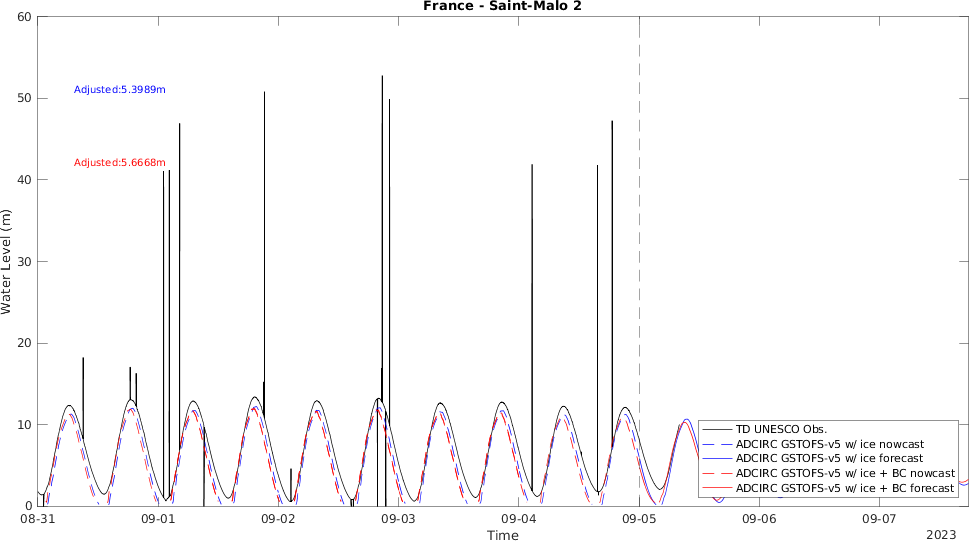 France - Saint-Malo 2
60
50
40
30
20
10
0
Water Level (m)
Adjusted:5.3989m
Adjusted:5.6668m
TD UNESCO Obs.
ADCIRC GSTOFS-v5 w/ ice nowcast
ADCIRC GSTOFS-v5 w/ ice forecast
ADCIRC GSTOFS-v5 w/ ice + BC nowcast
ADCIRC GSTOFS-v5 w/ ice + BC forecast
08-31 09-01 09-02 09-03 09-04 09-05 09-06 09-07
Time
2023